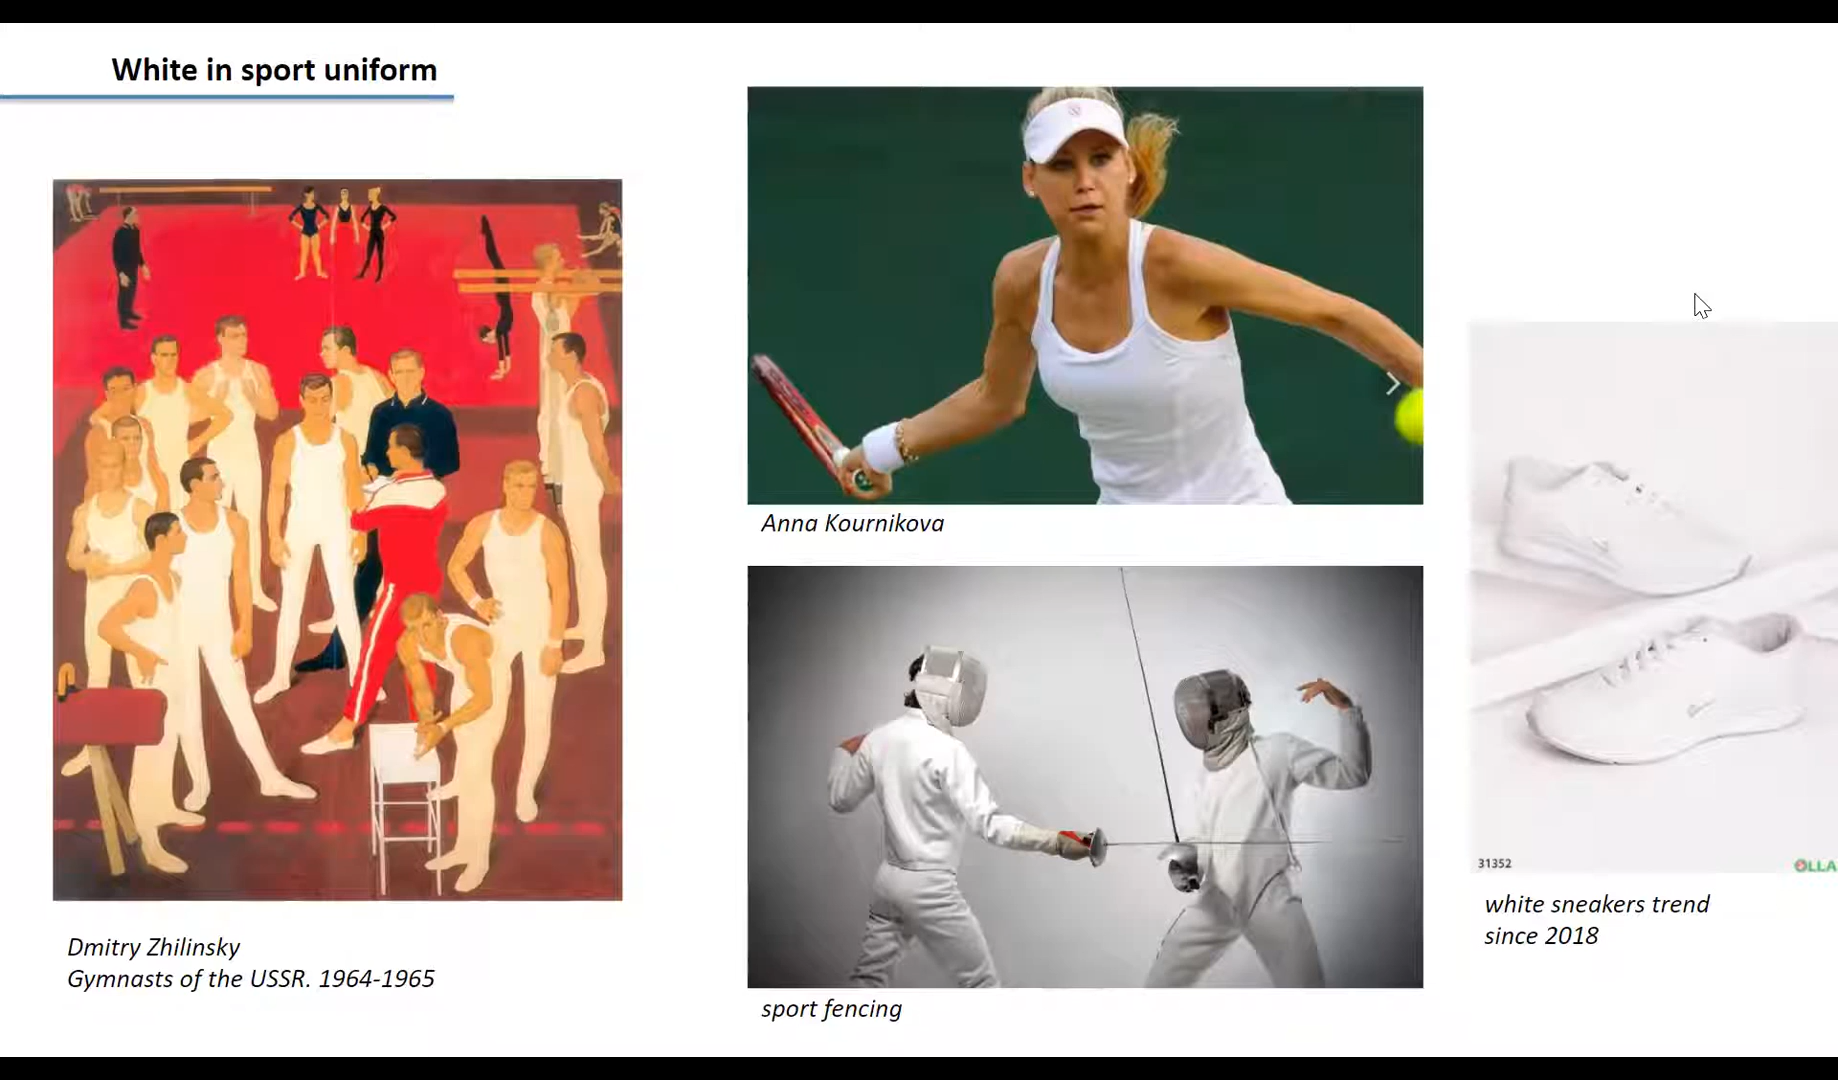 White in sport uniform
Dmitry Zhilinsky
Gymnasts of the USSR. 1964-1965
Anna Kournikova
sport fencing
31352
OLLA
white sneakers trend
since 2018